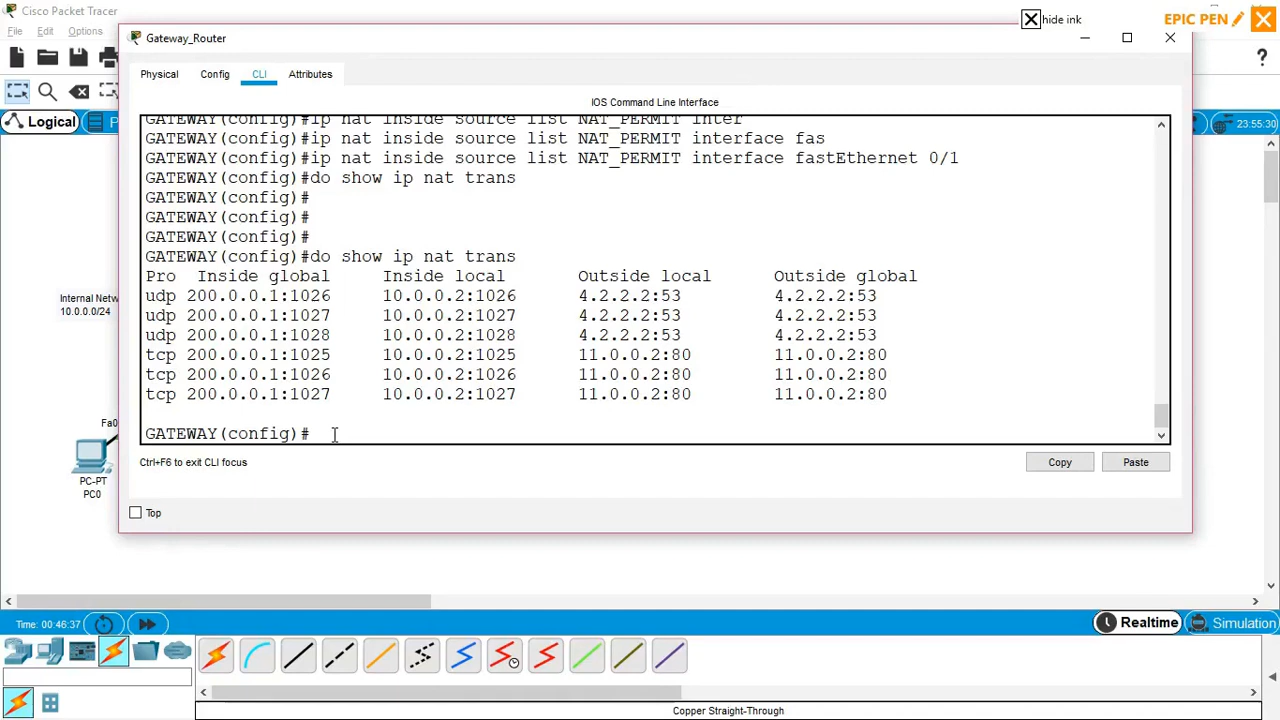 Cisco Packet Tracer
hide ink
EPIC PEN
File Edit Options
Gateway_Router
Physical Config CLI Attributes
Logical
IOS Command Line Interface
23:55:30
GATEWAY(config)#ip nat inside source list NAT_PERMIT inter
GATEWAY(config)#ip nat inside source list NAT_PERMIT interface fas
GATEWAY(config)#ip nat inside source list NAT_PERMIT interface fastEthernet 0/1
GATEWAY(config)#do show ip nat trans
GATEWAY(config)#
GATEWAY(config)#
GATEWAY(config)#
GATEWAY(config)#do show ip nat trans
Pro Inside global Inside local Outside local Outside global
udp 200.0.0.1:1026 10.0.0.2:1026 4.2.2.2:53 4.2.2.2:53
udp 200.0.0.1:1027 10.0.0.2:1027 4.2.2.2:53 4.2.2.2:53
udp 200.0.0.1:1028 10.0.0.2:1028 4.2.2.2:53 4.2.2.2:53
tcp 200.0.0.1:1025 10.0.0.2:1025 11.0.0.2:80 11.0.0.2:80
tcp 200.0.0.1:1026 10.0.0.2:1026 11.0.0.2:80 11.0.0.2:80
tcp 200.0.0.1:1027 10.0.0.2:1027 11.0.0.2:80 11.0.0.2:80
GATEWAY(config)#
Internal Netw
10.0.0.0/24
Fa0
PC-PT
PC0
Ctrl+F6 to exit CLI focus
Copy Paste
Top
Time: 00:46:37
Realtime Simulation
Copper Straight-Through